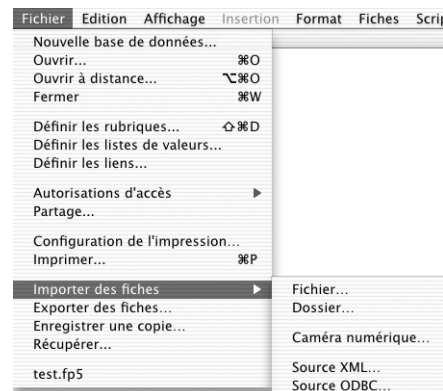 Fichier Edition Affichage Insertion Format Fiches Scri
Nouvelle base de données...
Ouvrir... ⌘O
Ouvrir à distance... ⌥⌘O
Fermer ⌘W
Définir les rubriques... ⇧⌘D
Définir les listes de valeurs...
Définir les liens...
Autorisations d'accès
Partage...
Configuration de l'impression...
Imprimer... ⌘P
Importer des fiches
Fichier...
Exporter des fiches...
Dossier...
Enregistrer une copie...
Caméra numérique...
Récupérer...
Source XML...
test.fp5
Source ODBC...